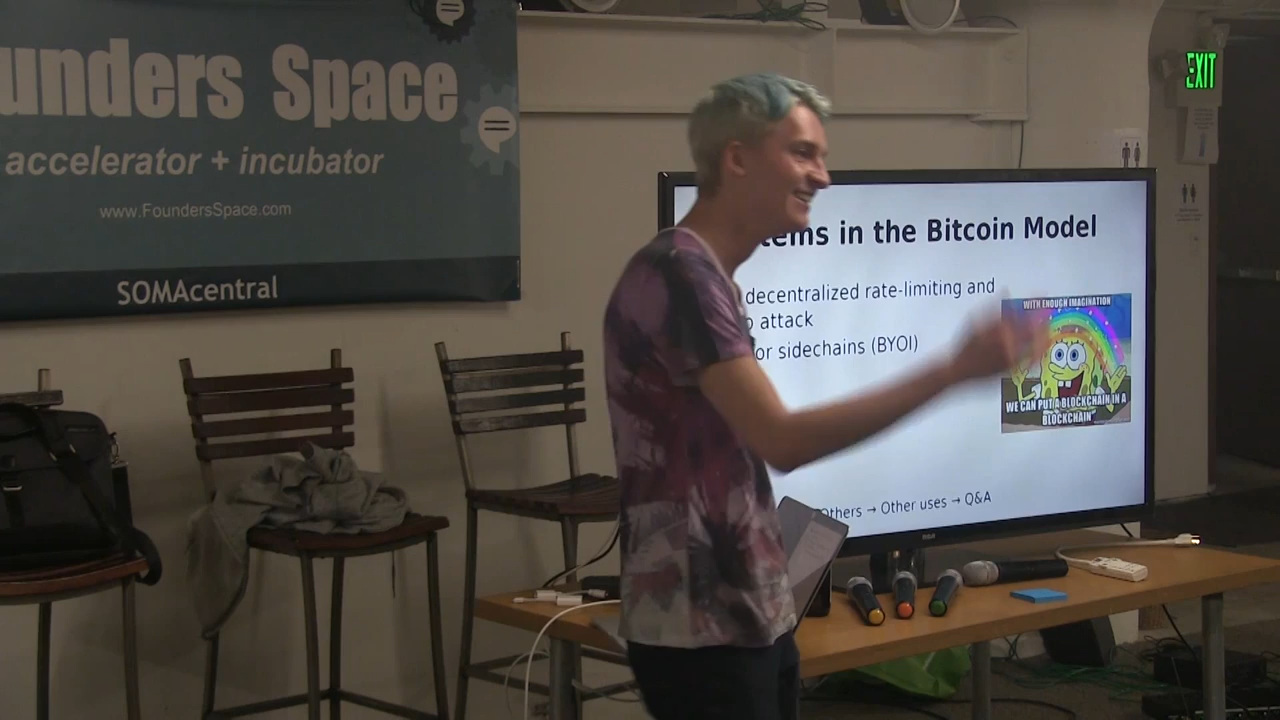 unders Space
accelerator + incubator
www.FoundersSpace.com
SOMAcentral
EXIT
tems in the Bitcoin Model
decentralized rate-limiting and
attack
or sidechains (BYOI)
WITH ENOUGH IMAGINATION
WE CAN PUT A BLOCKCHAIN IN A
BLOCKCHAIN
Others → Other uses → Q&A
RCA